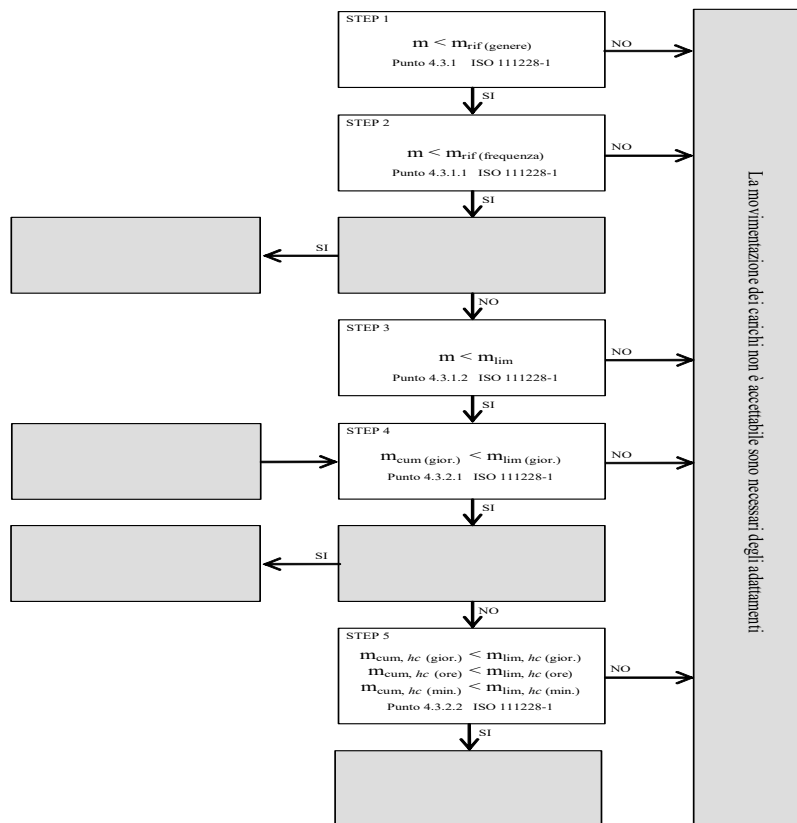 STEP 1
m < mrif (genere)
Punto 4.3.1 ISO 111228-1
NO
SI
STEP 2
m < mrif (frequenza)
Punto 4.3.1.1 ISO 111228-1
NO
SI
SI
NO
STEP 3
m < mlim
Punto 4.3.1.2 ISO 111228-1
NO
SI
STEP 4
mcum (gior.) < mlim (gior.)
Punto 4.3.2.1 ISO 111228-1
NO
SI
SI
NO
STEP 5
mcum, hc (gior.) < mlim, hc (gior.)
mcum, hc (ore) < mlim, hc (ore)
mcum, hc (min.) < mlim, hc (min.)
Punto 4.3.2.2 ISO 111228-1
NO
SI
La movimentazione dei carichi non è accettabile sono necessari degli adattamenti